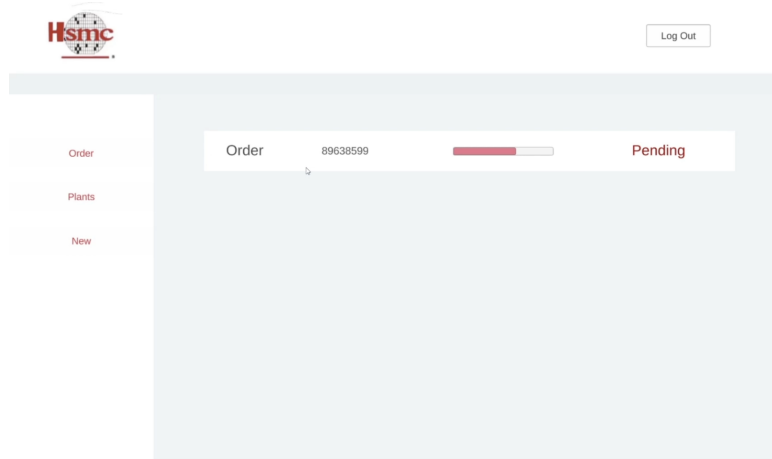 Hsmc
Log Out
Order
Plants
New
Order 89638599 Pending